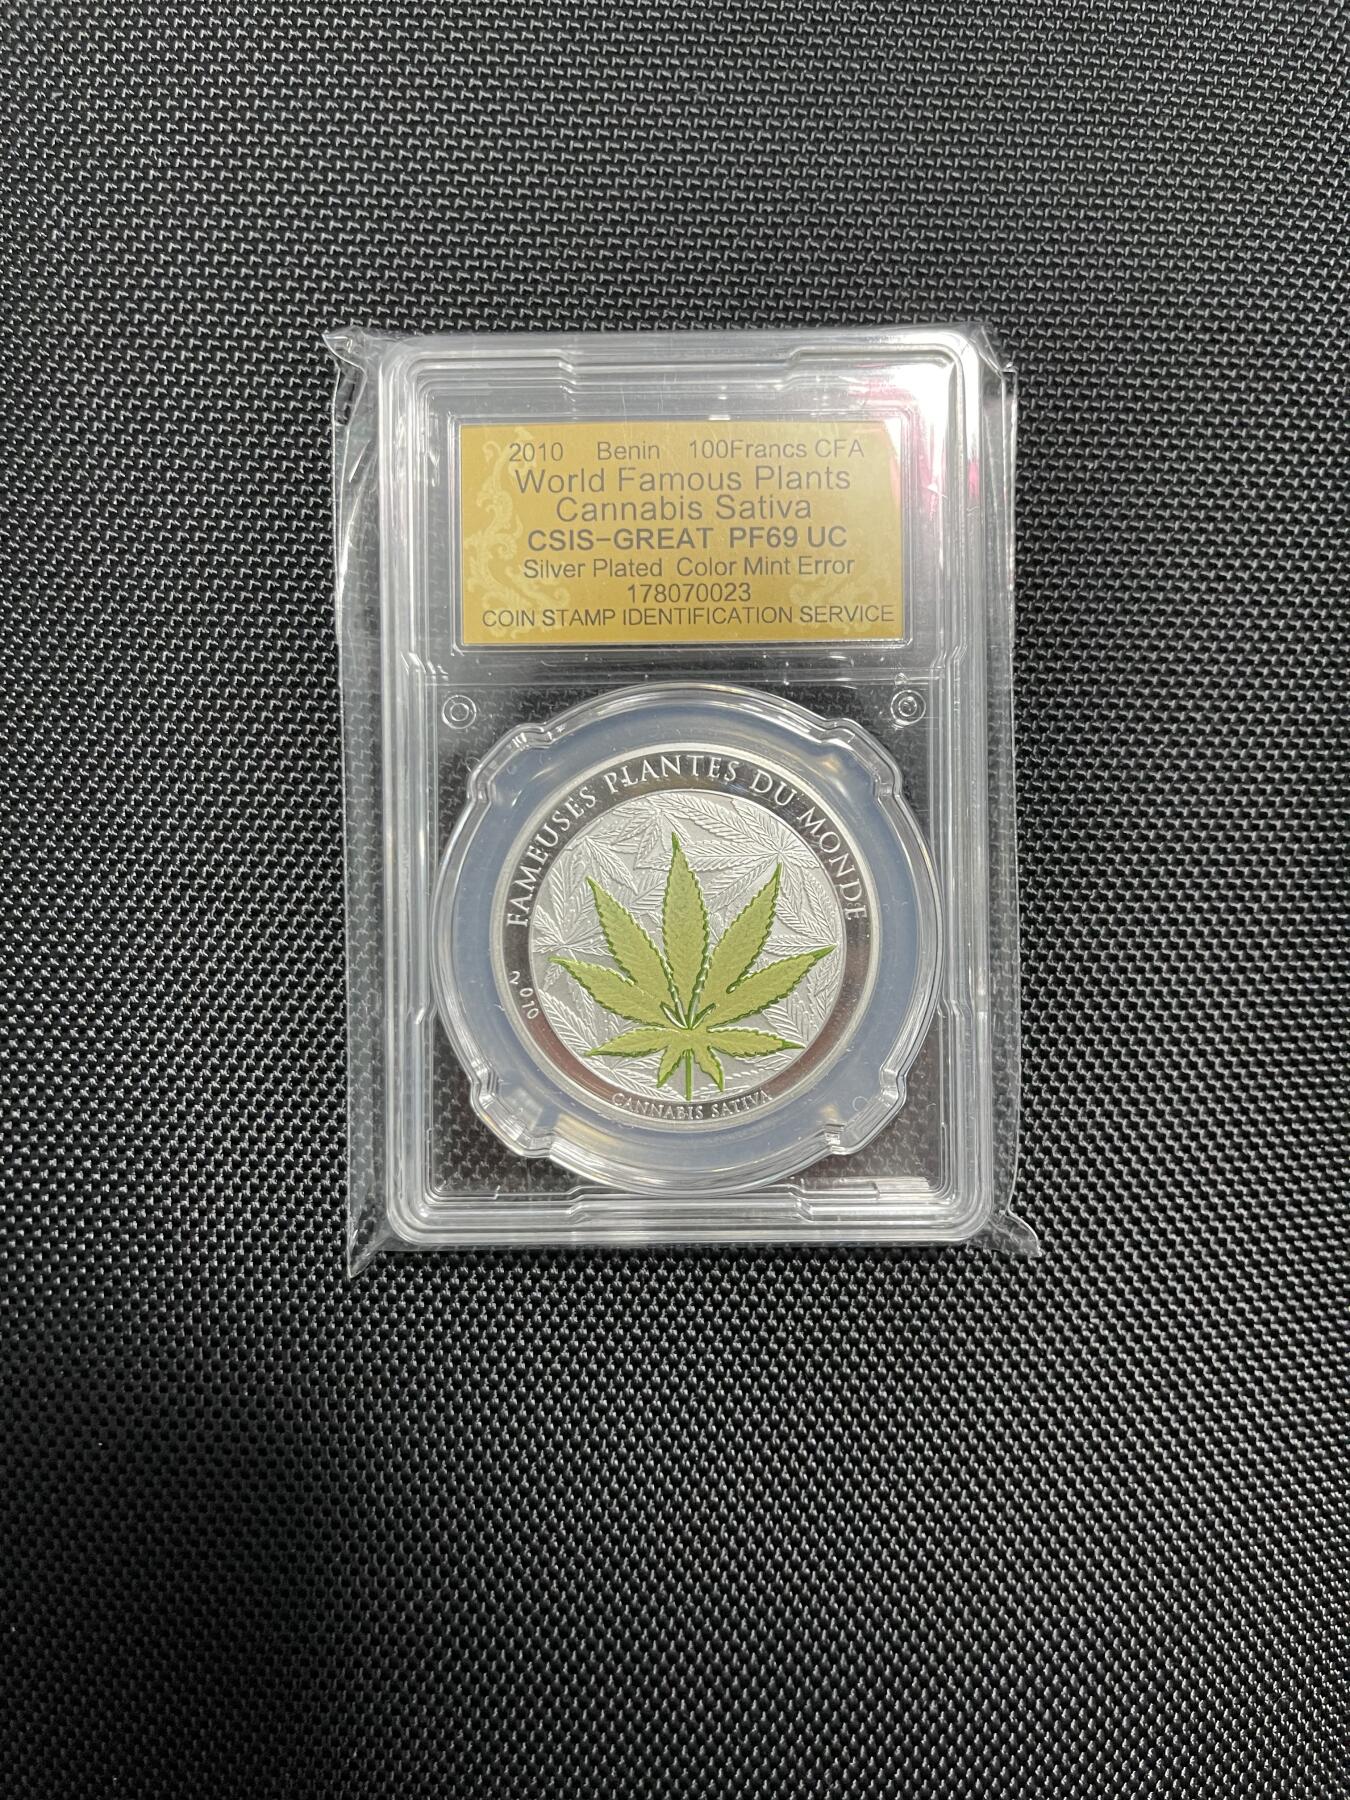 2010 Benin 100Francs CFA
World Famous Plants
Cannabis Sativa
CSIS-GREAT PF69 UC
Silver Plated Color Mint Error
178070023
COIN STAMP IDENTIFICATION SERVICE
FAMEUSES PLANTES DU MONDE
2010
CANNABIS SATIVA